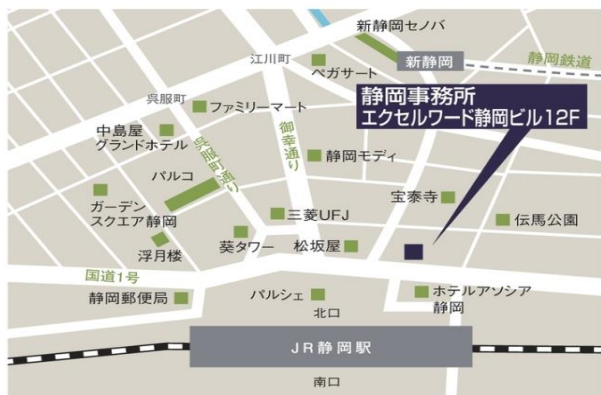 新静岡セノバ
江川町
ペガサート
新静岡
静岡鉄道
呉服町
ファミリーマート
静岡事務所
エクセルワード静岡ビル12F
中島屋
グランドホテル
呉服町通り
御幸通り
静岡モディ
パルコ
宝泰寺
ガーデン
スクエア静岡
三菱UFJ
伝馬公園
浮月楼
葵タワー
松坂屋
国道1号
静岡郵便局
パルシェ
北口
ホテルアソシア
静岡
JR静岡駅
南口